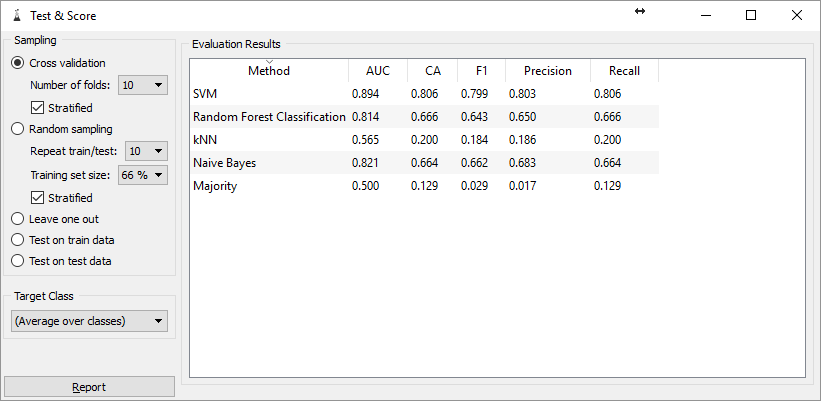 Test & Score
Sampling
Cross validation
Number of folds: 10
Stratified
Random sampling
Repeat train/test: 10
Training set size: 66 %
Stratified
Leave one out
Test on train data
Test on test data
Target Class
(Average over classes)
Report
Evaluation Results
Method AUC CA F1 Precision Recall
SVM 0.894 0.806 0.799 0.803 0.806
Random Forest Classification 0.814 0.666 0.643 0.650 0.666
kNN 0.565 0.200 0.184 0.186 0.200
Naive Bayes 0.821 0.664 0.662 0.683 0.664
Majority 0.500 0.129 0.029 0.017 0.129